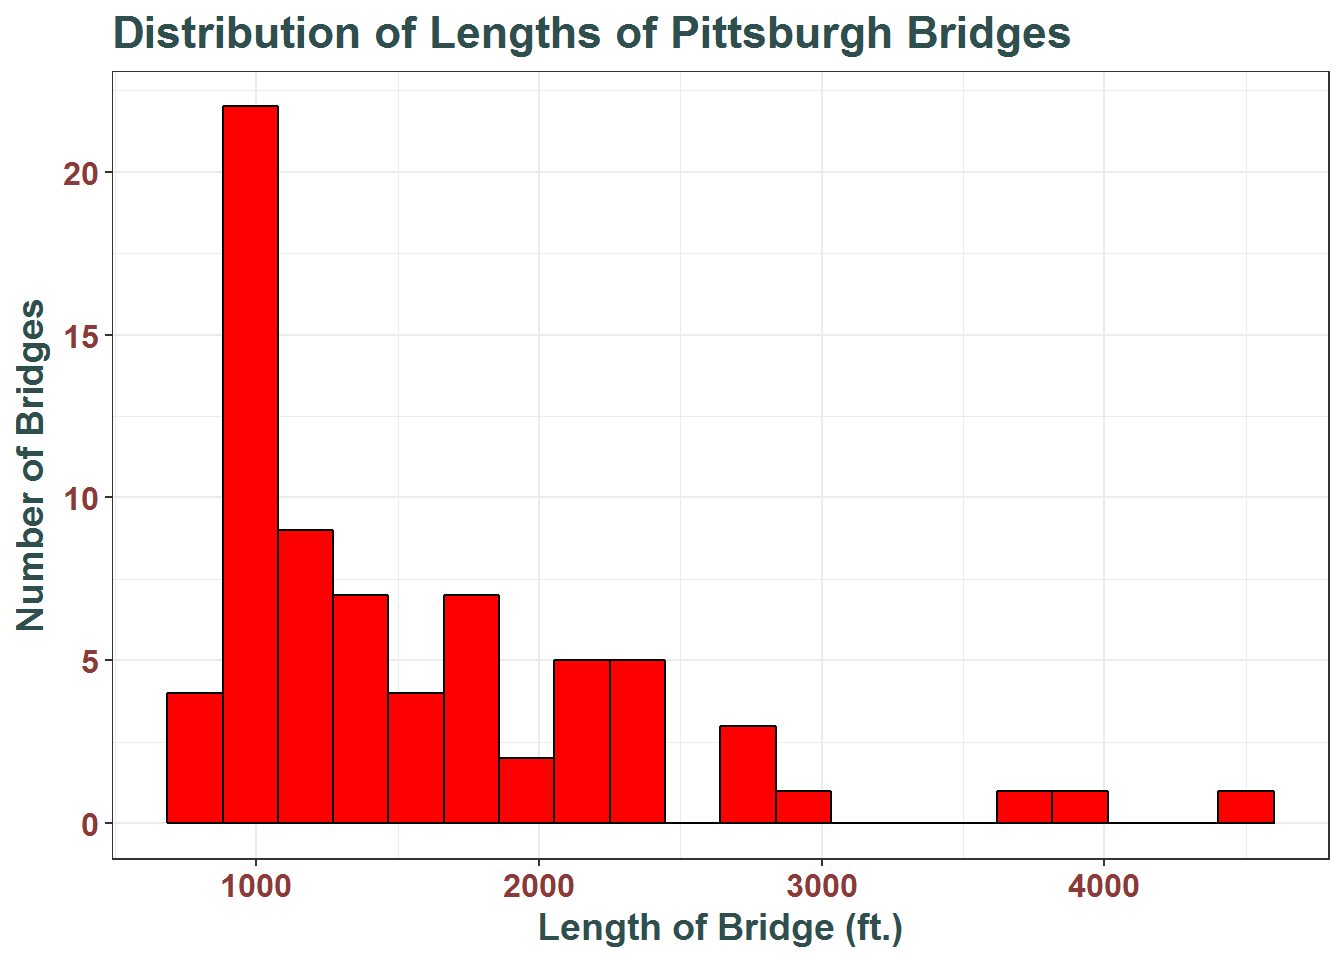 Distribution of Lengths of Pittsburgh Bridges
Number of Bridges
20
15
10
5
0
1000 2000 3000 4000
Length of Bridge (ft.)